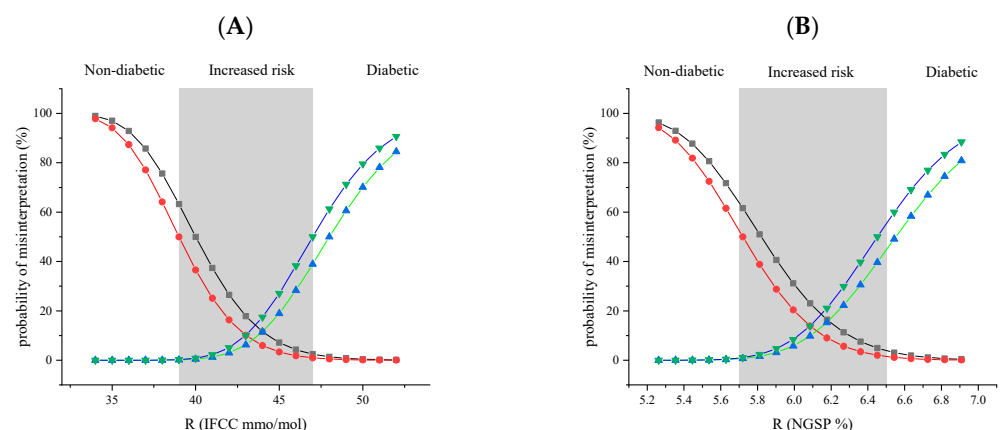 (A)
Non-diabetic Increased risk Diabetic
100
80
60
40
20
0
probability of misinterpretation (%)
35 40 45 50
R (IFCC mmo/mol)
(B)
Non-diabetic Increased risk Diabetic
100
80
60
40
20
0
probability of misinterpretation (%)
5.2 5.4 5.6 5.8 6.0 6.2 6.4 6.6 6.8 7.0
R (NGSP %)